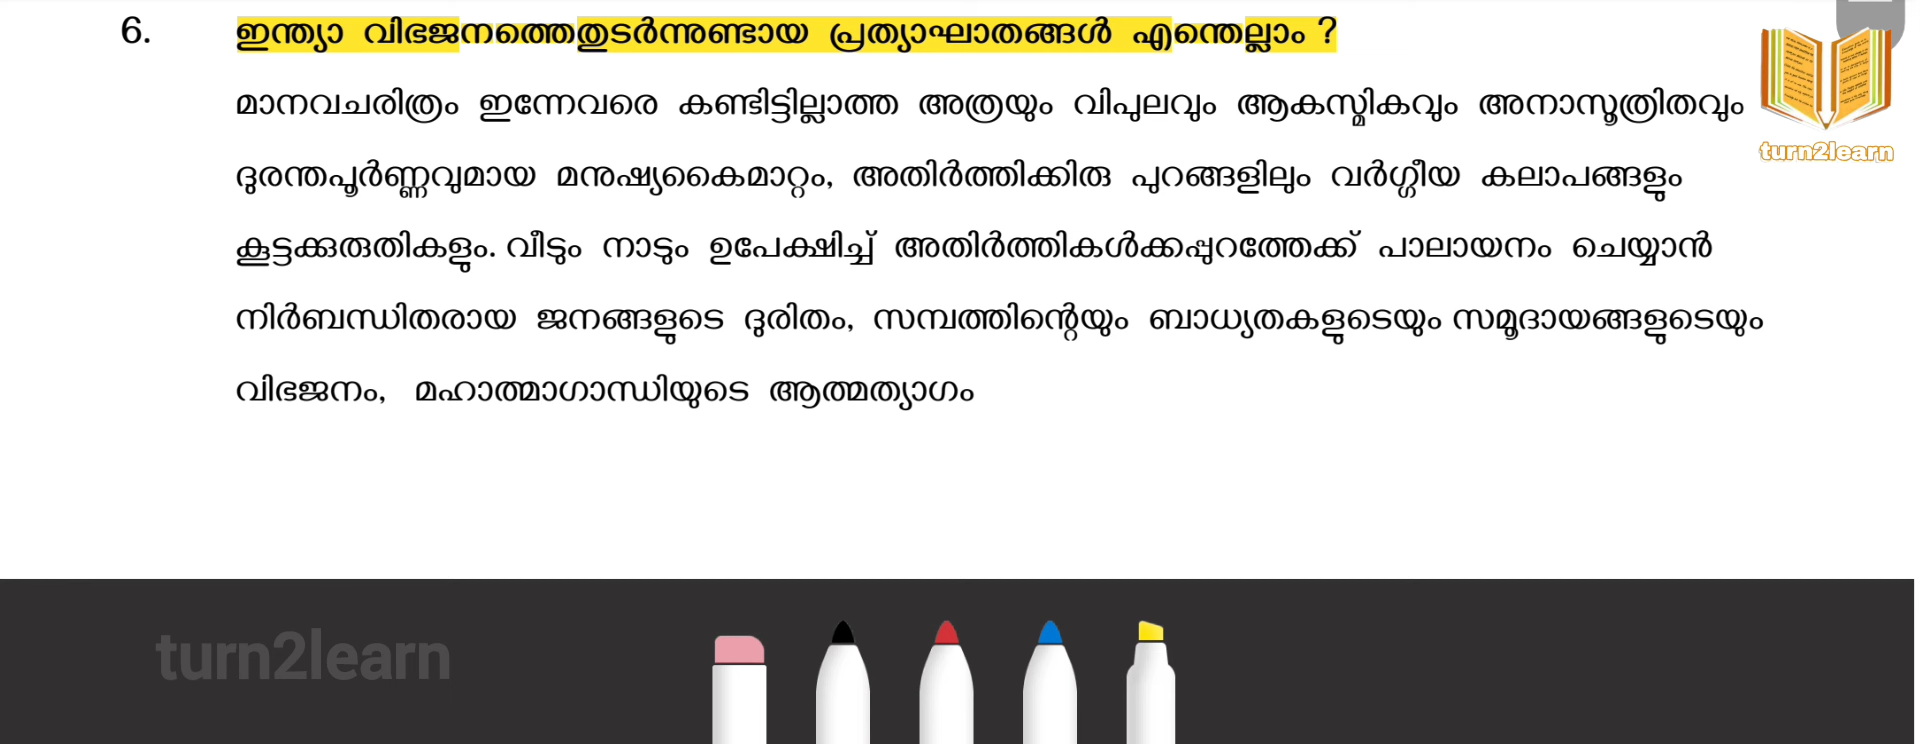 6. ഇന്ത്യാ വിഭജനത്തെതുടർന്നുണ്ടായ പ്രത്യാഘാതങ്ങൾ എന്തെല്ലാം ?
മാനവചരിത്രം ഇന്നേവരെ കണ്ടിട്ടില്ലാത്ത അത്രയും വിപുലവും ആകസ്മികവും അനാസൂത്രിതവും
ദുരന്തപൂർണ്ണവുമായ മനുഷ്യകൈമാറ്റം, അതിർത്തിക്കിരു പുറങ്ങളിലും വർഗ്ഗീയ കലാപങ്ങളും
കൂട്ടക്കുരുതികളും. വീടും നാടും ഉപേക്ഷിച്ച് അതിർത്തികൾക്കപ്പുറത്തേക്ക് പാലായനം ചെയ്യാൻ
നിർബന്ധിതരായ ജനങ്ങളുടെ ദുരിതം, സമ്പത്തിന്റെയും ബാധ്യതകളുടെയും സമൂദായങ്ങളുടെയും
വിഭജനം, മഹാത്മാഗാന്ധിയുടെ ആത്മത്യാഗം
turn2learn
turn2learn